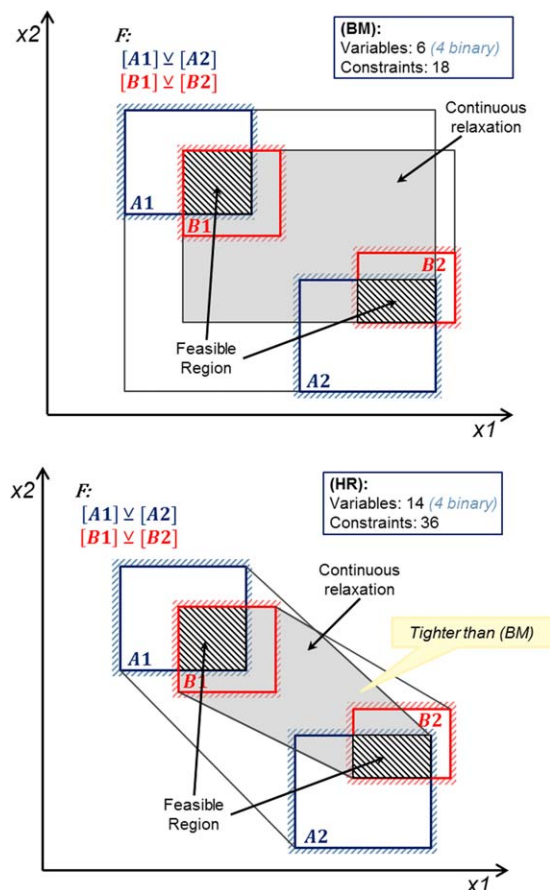 x2
F:
[A1] ⊻ [A2]
[B1] ⊻ [B2]
(BM):
Variables: 6 (4 binary)
Constraints: 18
Continuous
relaxation
A1
B1
B2
Feasible
Region
A2
x1
x2
F:
[A1] ⊻ [A2]
[B1] ⊻ [B2]
(HR):
Variables: 14 (4 binary)
Constraints: 36
Continuous
relaxation
Tighter than (BM)
A1
B1
B2
Feasible
Region
A2
x1